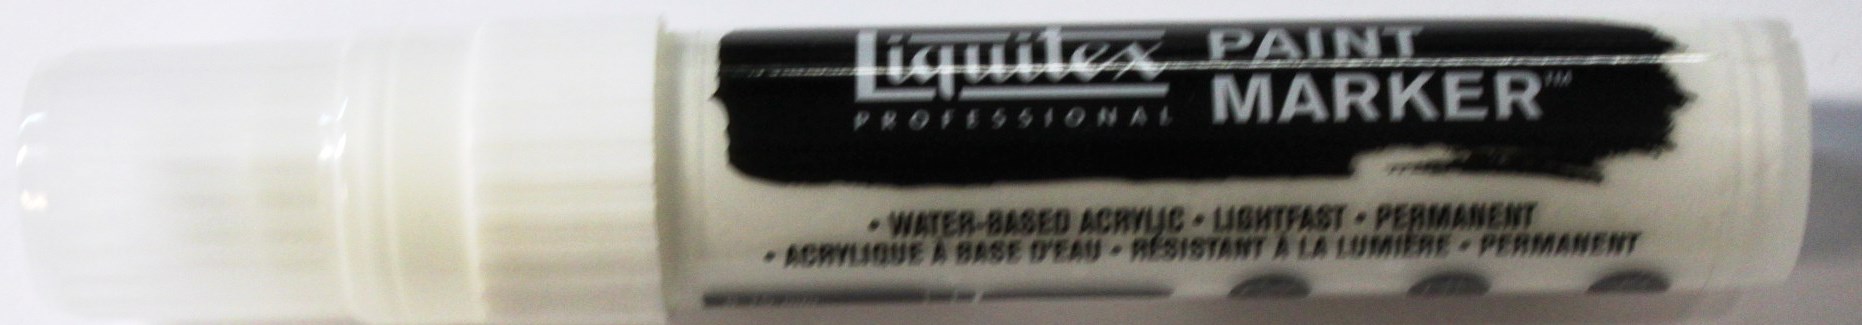 Liquitex
PROFESSIONAL
PAINT
MARKER™
• WATER-BASED ACRYLIC • LIGHTFAST • PERMANENT
• ACRYLIQUE À BASE D'EAU • RÉSISTANT À LA LUMIÈRE • PERMANENT